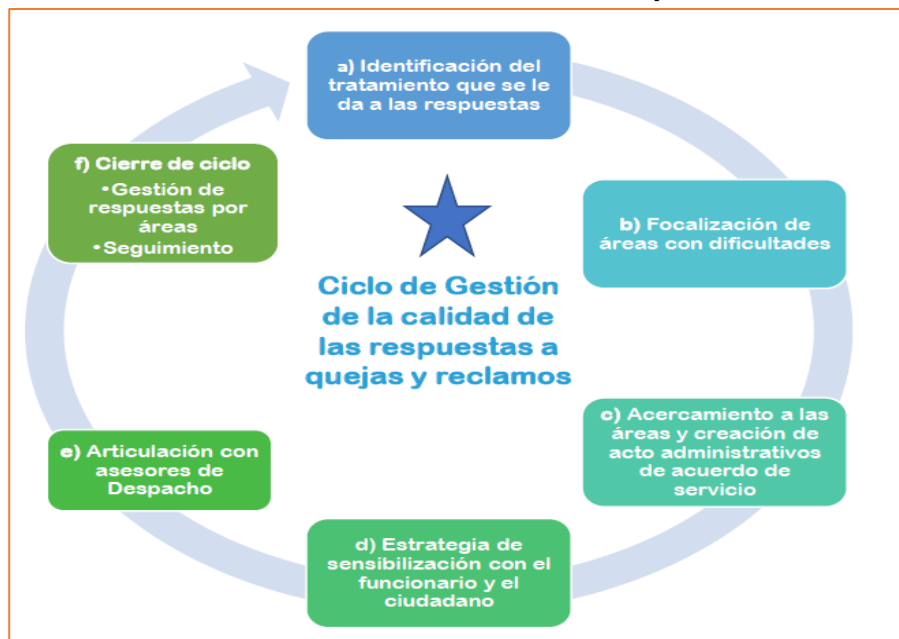 a) Identificación del
tratamiento que se le
da a las respuestas
b) Focalización de
áreas con dificultades
c) Acercamiento a las
áreas y creación de
acto administrativos
de acuerdo de
servicio
d) Estrategia de
sensibilización con el
funcionario y el
ciudadano
e) Articulación con
asesores de
Despacho
f) Cierre de ciclo
•Gestión de
respuestas por
áreas
•Seguimiento
Ciclo de Gestión
de la calidad de
las respuestas a
quejas y reclamos